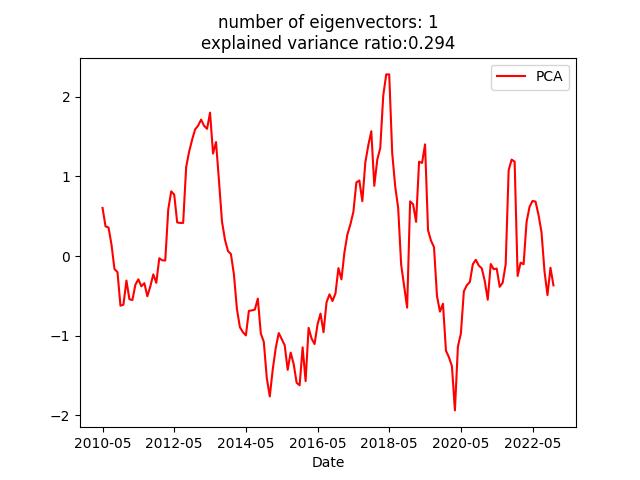 number of eigenvectors: 1
explained variance ratio:0.294
PCA
2
1
0
−1
−2
2010-05 2012-05 2014-05 2016-05 2018-05 2020-05 2022-05
Date